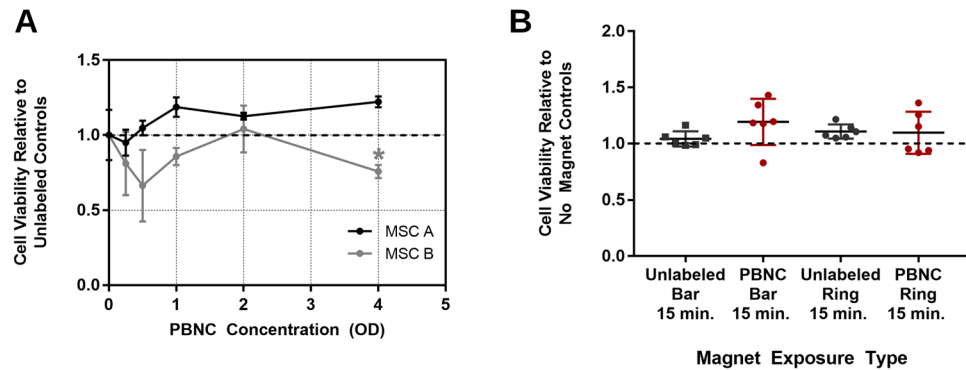 A
Cell Viability Relative to
Unlabeled Controls
1.5
1.0
0.5
0.0
*
MSC A
MSC B
0 1 2 3 4 5
PBNC Concentration (OD)
B
Cell Viability Relative to
No Magnet Controls
2.0
1.5
1.0
0.5
0.0
Unlabeled PBNC Unlabeled PBNC
Bar Bar Ring Ring
15 min. 15 min. 15 min. 15 min.
Magnet Exposure Type